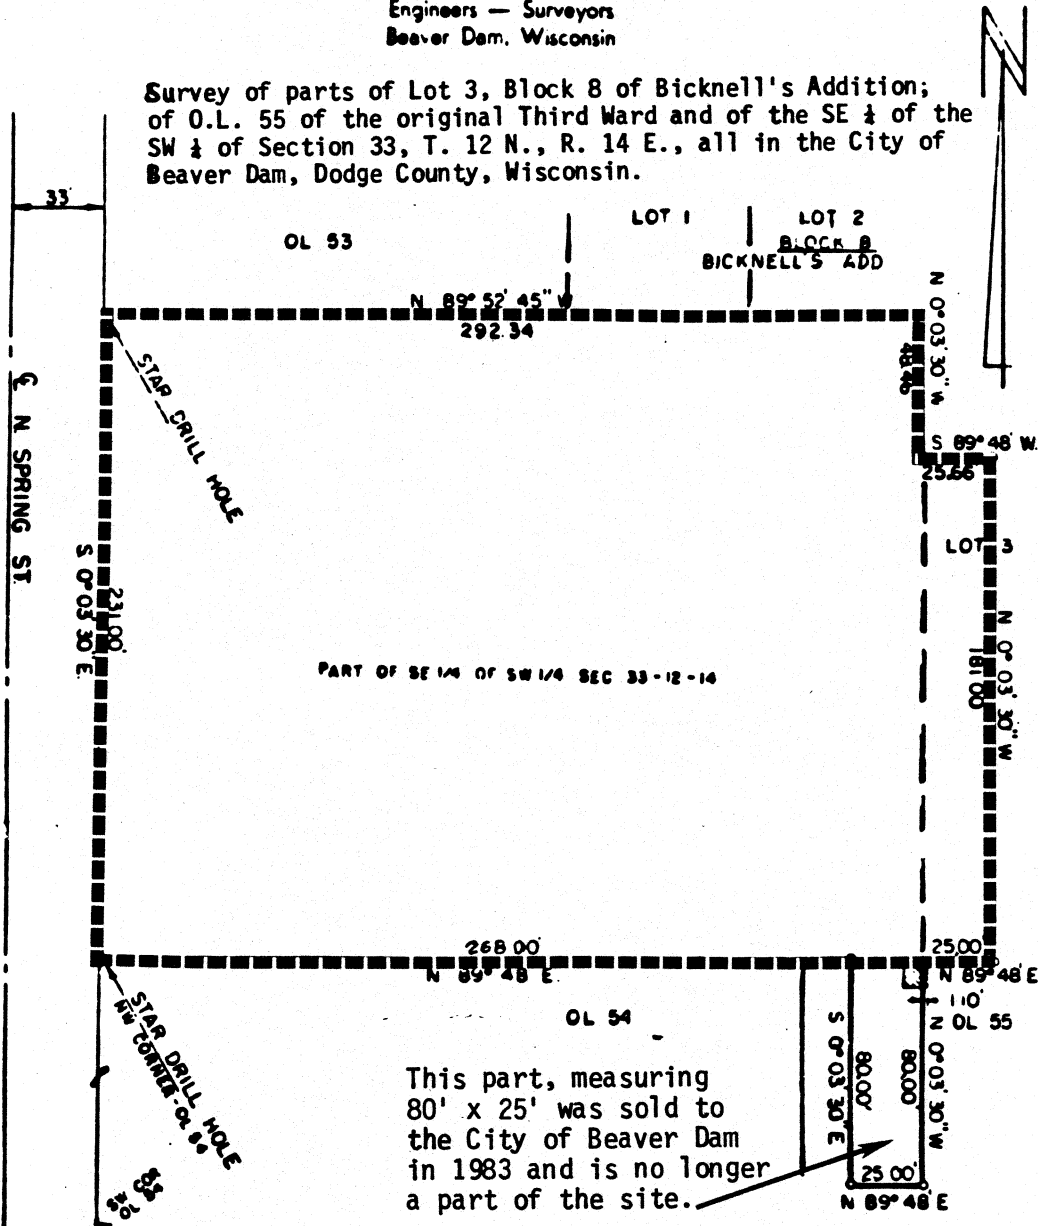 Engineers — Surveyors
Beaver Dam, Wisconsin
Survey of parts of Lot 3, Block 8 of Bicknell's Addition;
of O.L. 55 of the original Third Ward and of the SE ¼ of the
SW ¼ of Section 33, T. 12 N., R. 14 E., all in the City of
Beaver Dam, Dodge County, Wisconsin.
N
33'
OL 53
LOT 1
LOT 2
BLOCK 8
BICKNELL'S ADD
N 89° 52' 45" W
292.34
N 0° 03' 30" W
48.46
STAR DRILL HOLE
℄ N SPRING ST.
S 89° 48' W.
25.66
LOT 3
S 0° 03' 30" E.
231.00'
PART OF SE 1/4 OF SW 1/4 SEC 33-12-14
N 0° 03' 30" W
181.00
268.00'
N 89° 48' E.
25.00'
N 89° 48' E
1.10'
OL 54
OL 55
STAR DRILL HOLE
NW CORNER - OL 54
S 0° 03' 30" E
80.00'
80.00'
N 0° 03' 30" W
This part, measuring
80' x 25' was sold to
the City of Beaver Dam
in 1983 and is no longer
a part of the site.
25.00'
N 89° 48' E
SW COR